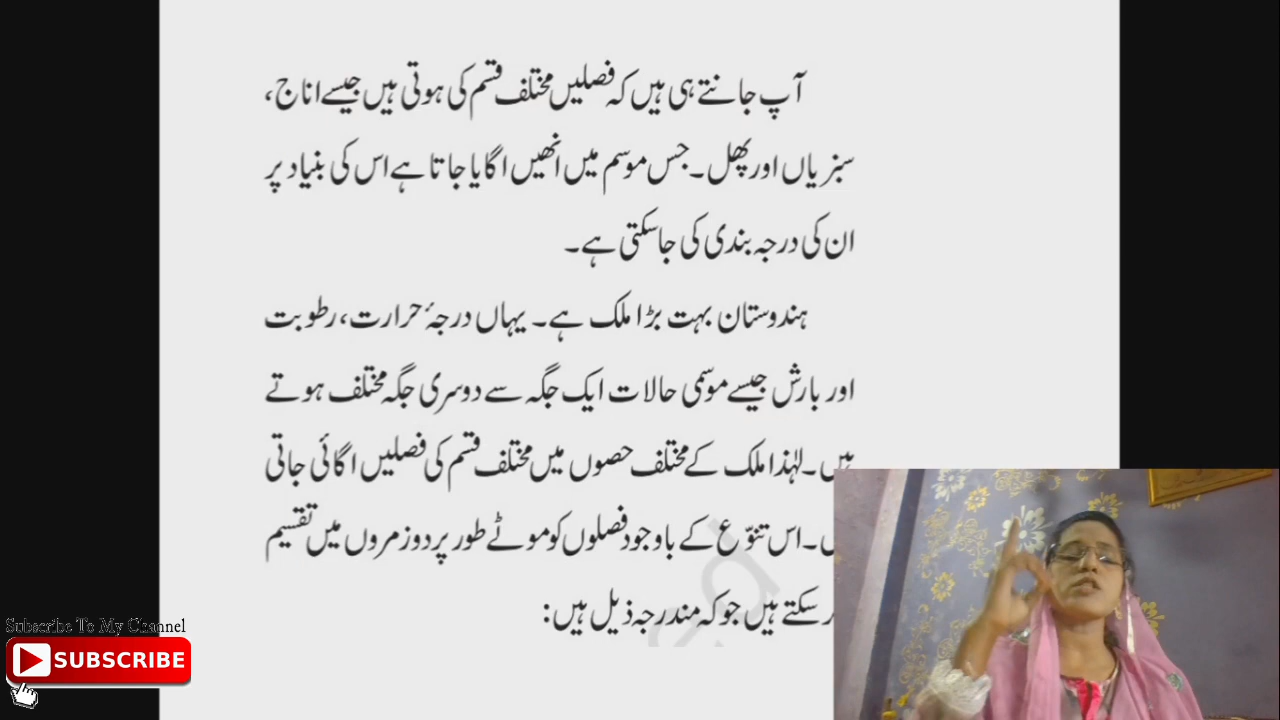 آپ جانتے ہی ہیں کہ فصلیں مختلف قسم کی ہوتی ہیں جیسے اناج،
سبزیاں اور پھل۔ جس موسم میں انھیں اگایا جاتا ہے اس کی بنیاد پر
ان کی درجہ بندی کی جاسکتی ہے۔
ہندوستان بہت بڑا ملک ہے۔ یہاں درجۂ حرارت، رطوبت
اور بارش جیسے موسمی حالات ایک جگہ سے دوسری جگہ مختلف ہوتے
ہیں۔ لہٰذا ملک کے مختلف حصوں میں مختلف قسم کی فصلیں اگائی جاتی
۔ اس تنوّع کے باوجود فصلوں کو موٹے طور پر دو زمروں میں تقسیم
سکتے ہیں جو کہ مندرجہ ذیل ہیں:
Subscribe To My Channel
SUBSCRIBE